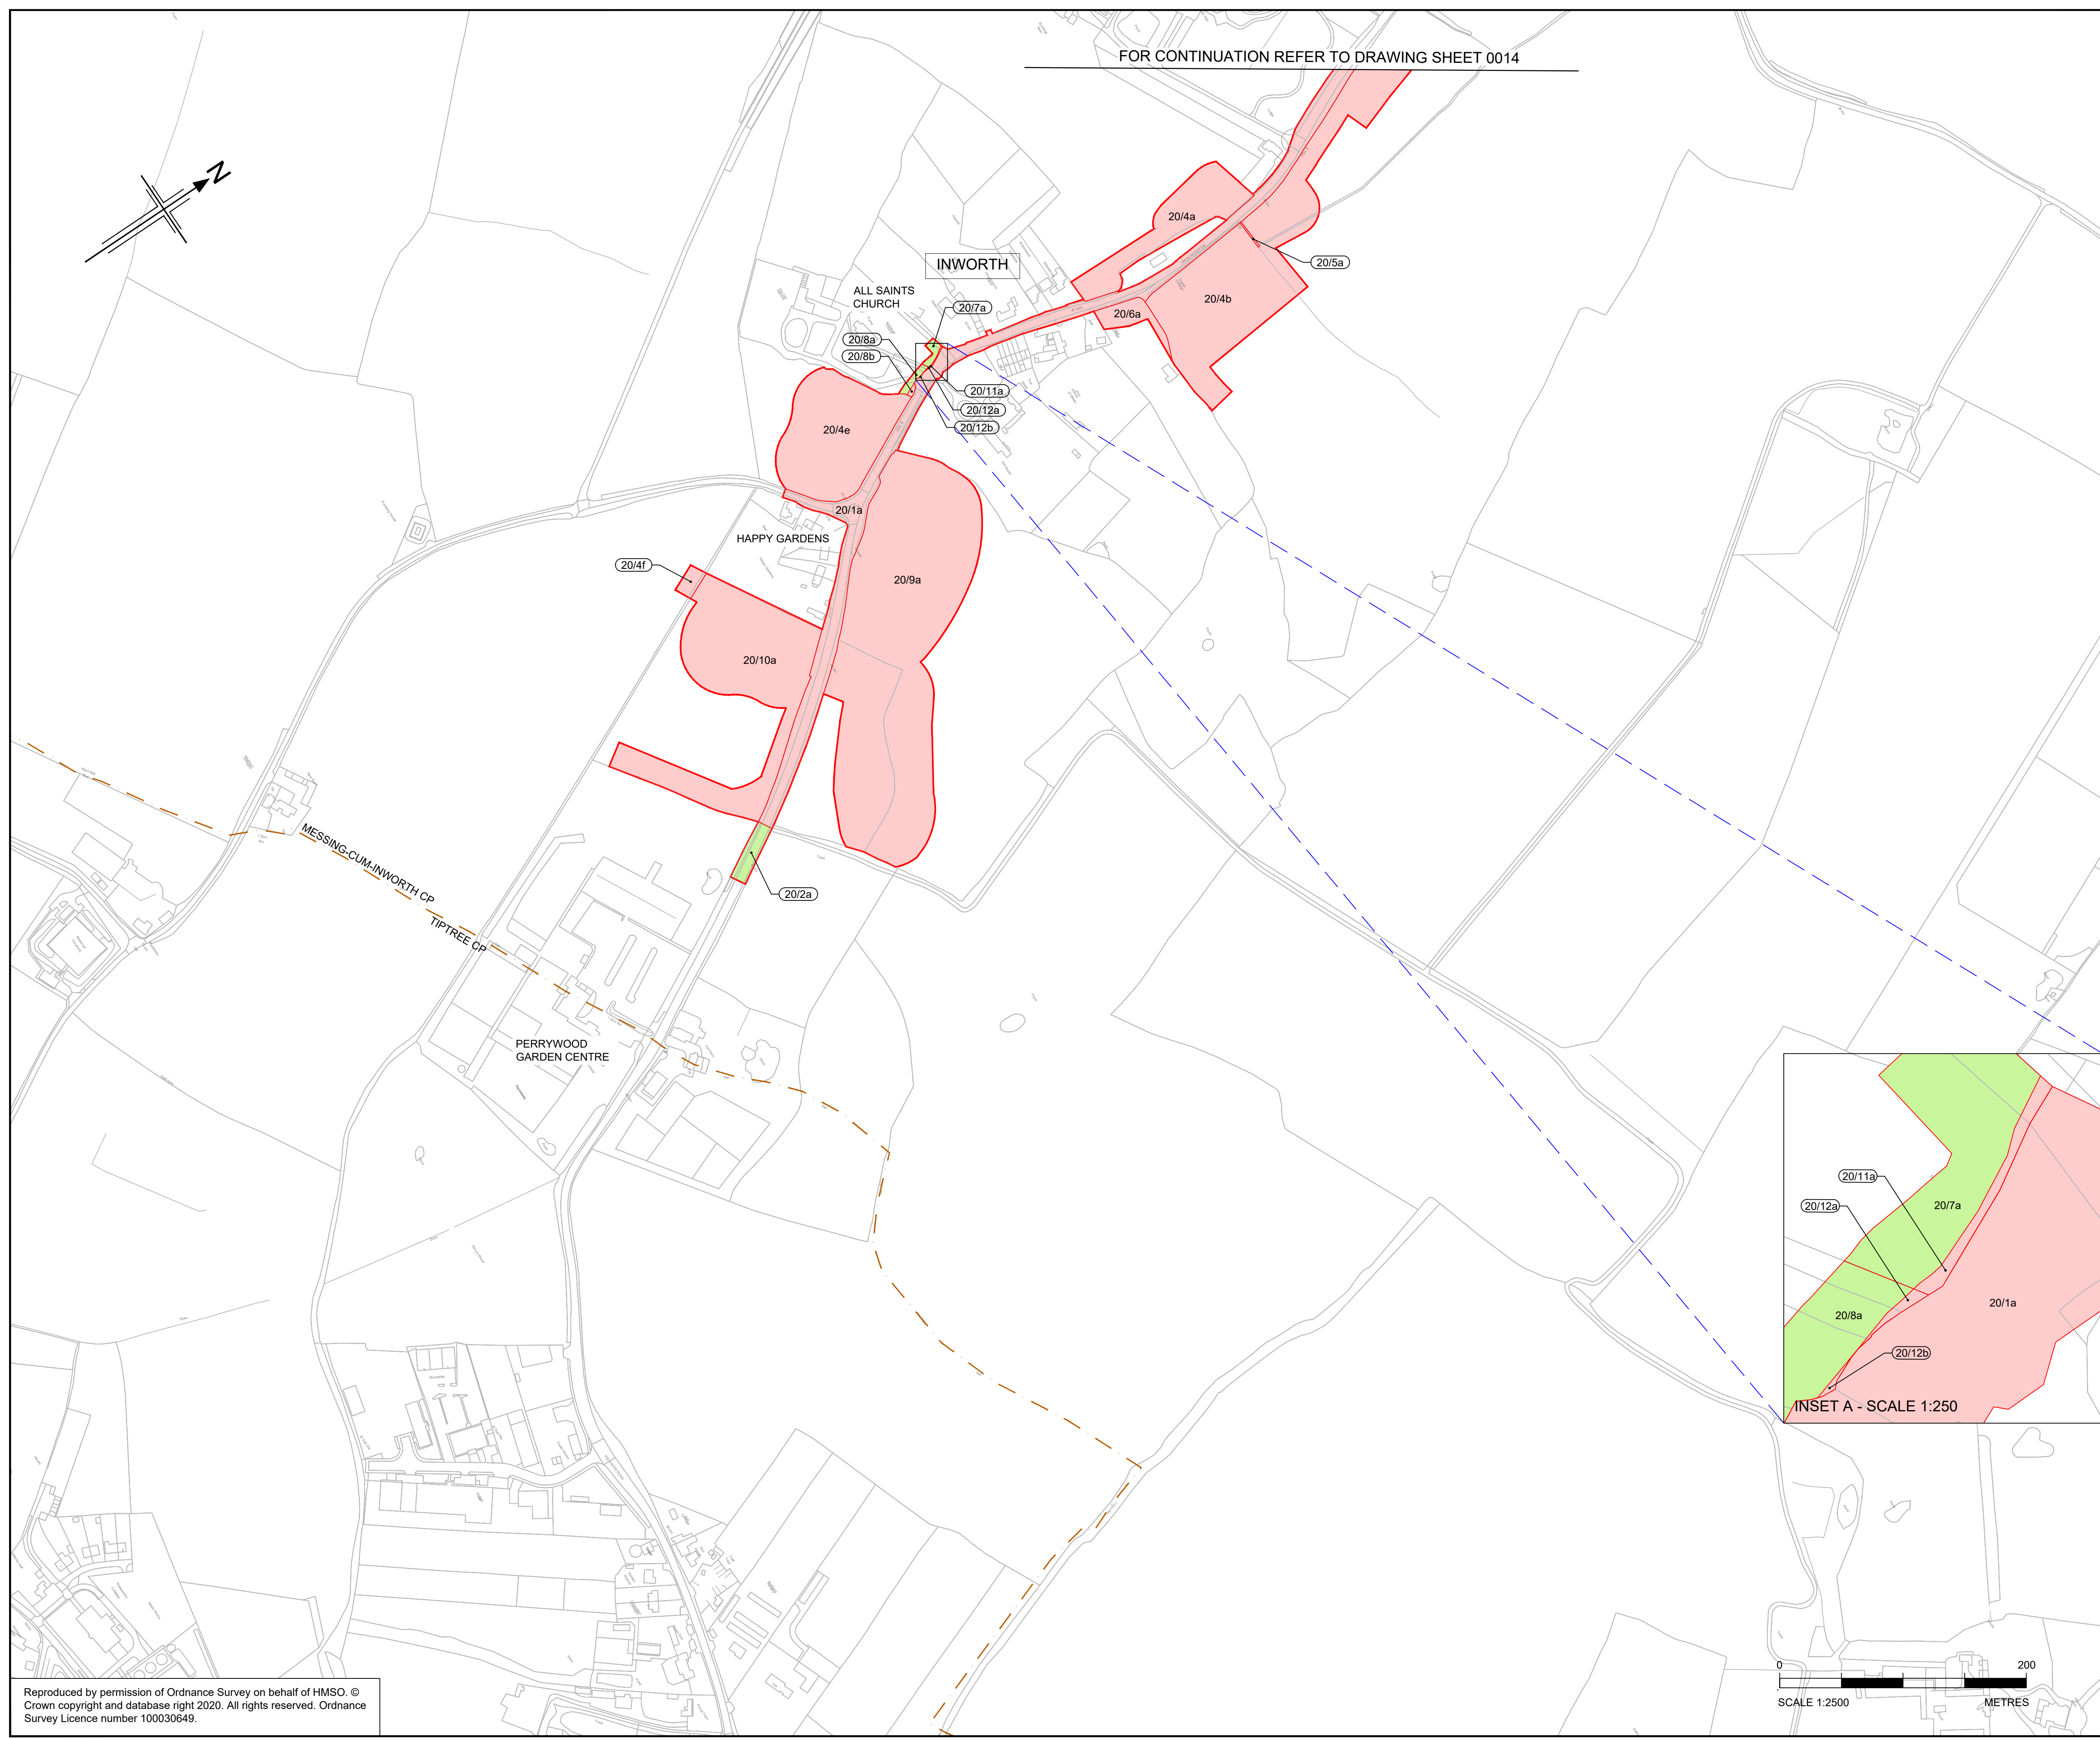 FOR CONTINUATION REFER TO DRAWING SHEET 0014
N
20/4a
INWORTH
20/5a
ALL SAINTS
CHURCH
20/7a
20/4b
20/6a
20/8a
20/8b
20/11a
20/12a
20/12b
20/4e
20/1a
HAPPY GARDENS
20/4f
20/9a
20/10a
MESSING-CUM-INWORTH CP
TIPTREE CP
20/2a
PERRYWOOD
GARDEN CENTRE
20/11a
20/12a
20/7a
20/8a
20/1a
20/12b
INSET A - SCALE 1:250
0
200
SCALE 1:2500
METRES
Reproduced by permission of Ordnance Survey on behalf of HMSO. ©
Crown copyright and database right 2020. All rights reserved. Ordnance
Survey Licence number 100030649.